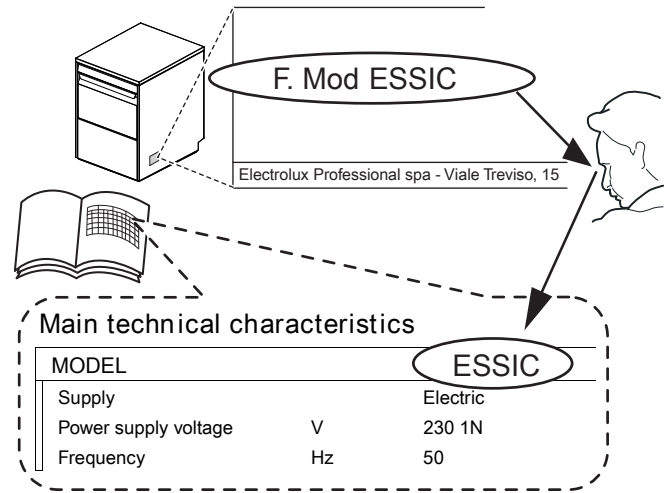 F. Mod ESSIC
Electrolux Professional spa - Viale Treviso, 15
Main technical characteristics
MODEL ESSIC
Supply Electric
Power supply voltage V 230 1N
Frequency Hz 50